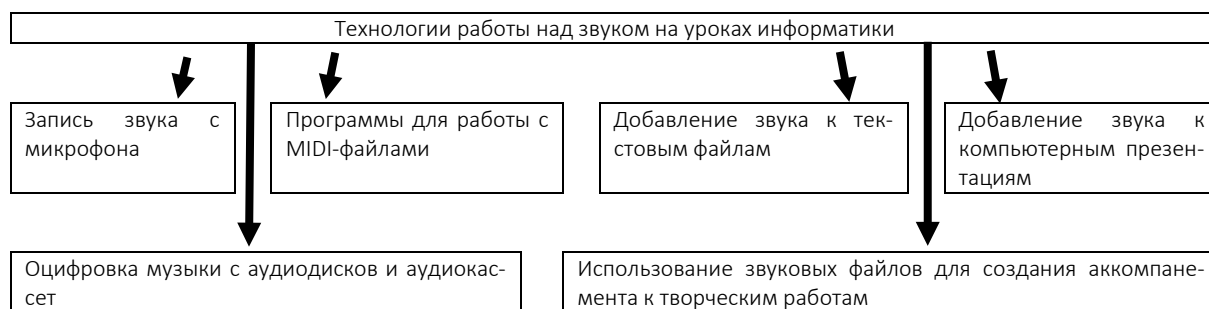 Технологии работы над звуком на уроках информатики
Запись звука с
микрофона
Программы для работы с
MIDI-файлами
Добавление звука к тек-
стовым файлам
Добавление звука к
компьютерным презен-
тациям
Оцифровка музыки с аудиодисков и аудиокас-
сет
Использование звуковых файлов для создания аккомпане-
мента к творческим работам